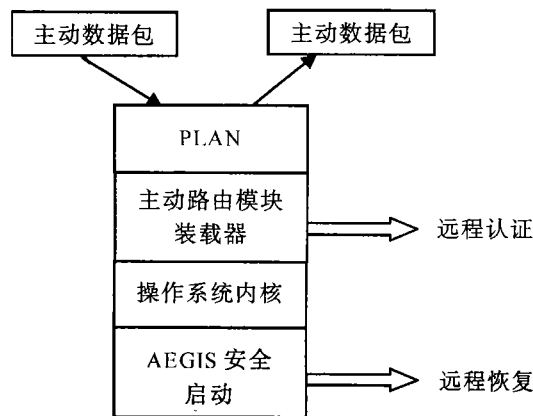 主动数据包
主动数据包
PLAN
主动路由模块
装载器
远程认证
操作系统内核
AEGIS 安全
启动
远程恢复